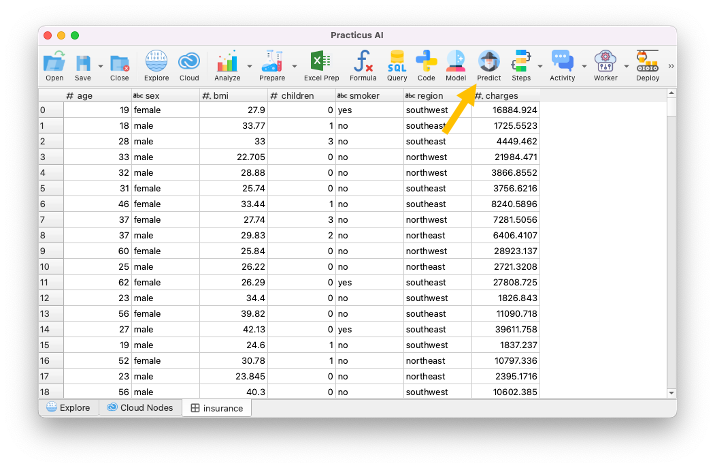 Practicus AI
Open Save Close Explore Cloud Analyze Prepare Excel Prep Formula Query Code Model Predict Steps Activity Worker Deploy »
# age abc sex #. bmi # children abc smoker abc region #. charges
0 19 female 27.9 0 yes southwest 16884.924
1 18 male 33.77 1 no southeast 1725.5523
2 28 male 33 3 no southeast 4449.462
3 33 male 22.705 0 no northwest 21984.471
4 32 male 28.88 0 no northwest 3866.8552
5 31 female 25.74 0 no southeast 3756.6216
6 46 female 33.44 1 no southeast 8240.5896
7 37 female 27.74 3 no northwest 7281.5056
8 37 male 29.83 2 no northeast 6406.4107
9 60 female 25.84 0 no northwest 28923.137
10 25 male 26.22 0 no northeast 2721.3208
11 62 female 26.29 0 yes southeast 27808.725
12 23 male 34.4 0 no southwest 1826.843
13 56 female 39.82 0 no southeast 11090.718
14 27 male 42.13 0 yes southeast 39611.758
15 19 male 24.6 1 no southwest 1837.237
16 52 female 30.78 1 no northeast 10797.336
17 23 male 23.845 0 no northeast 2395.1716
18 56 male 40.3 0 no southwest 10602.385
Explore Cloud Nodes insurance